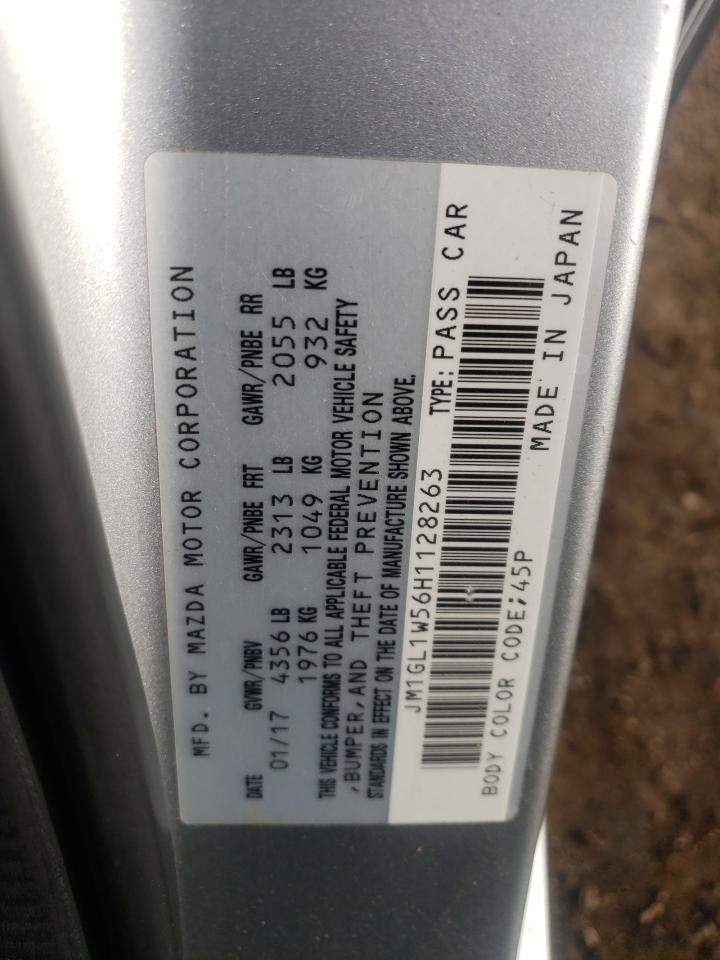 MFD. BY MAZDA MOTOR CORPORATION
DATE GVWR/PNBV GAWR/PNBE FRT GAWR/PNBE RR
01/17 4356 LB 2313 LB 2055 LB
1976 KG 1049 KG 932 KG
THIS VEHICLE CONFORMS TO ALL APPLICABLE FEDERAL MOTOR VEHICLE SAFETY
,BUMPER,AND THEFT PREVENTION
STANDARDS IN EFFECT ON THE DATE OF MANUFACTURE SHOWN ABOVE.
JM1GL1W56H1128263 TYPE: PASS CAR
BODY COLOR CODE;45P MADE IN JAPAN